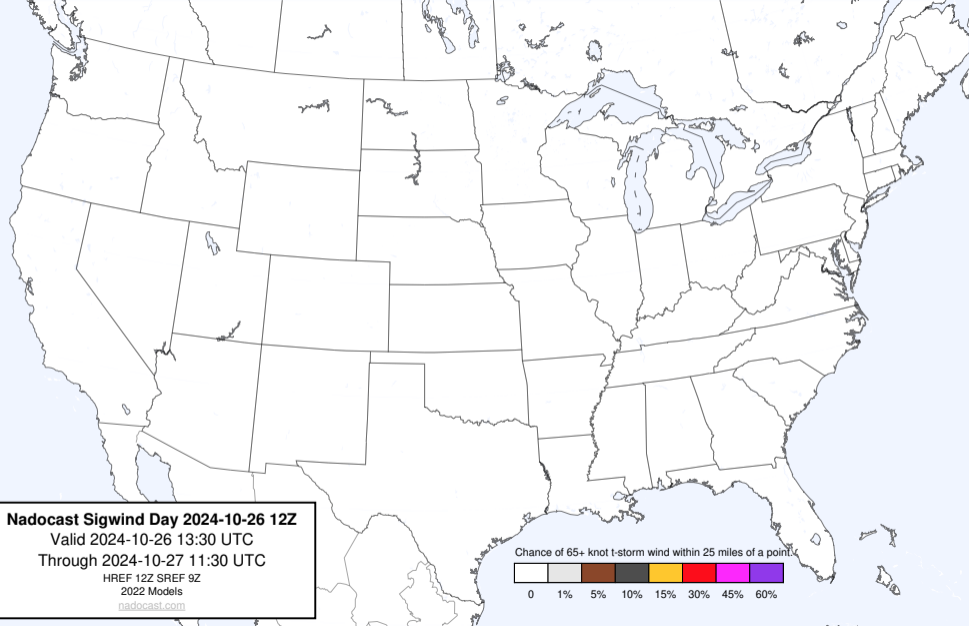 Nadocast Sigwind Day 2024-10-26 12Z
Valid 2024-10-26 13:30 UTC
Through 2024-10-27 11:30 UTC
HREF 12Z SREF 9Z
2022 Models
nadocast.com
Chance of 65+ knot t-storm wind within 25 miles of a point.
0 1% 5% 10% 15% 30% 45% 60%